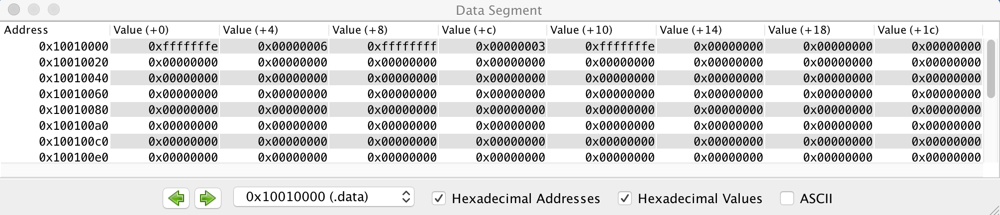 Data Segment
Address Value (+0) Value (+4) Value (+8) Value (+c) Value (+10) Value (+14) Value (+18) Value (+1c)
0x10010000 0xfffffffe 0x00000006 0xffffffff 0x00000003 0xfffffffe 0x00000000 0x00000000 0x00000000
0x10010020 0x00000000 0x00000000 0x00000000 0x00000000 0x00000000 0x00000000 0x00000000 0x00000000
0x10010040 0x00000000 0x00000000 0x00000000 0x00000000 0x00000000 0x00000000 0x00000000 0x00000000
0x10010060 0x00000000 0x00000000 0x00000000 0x00000000 0x00000000 0x00000000 0x00000000 0x00000000
0x10010080 0x00000000 0x00000000 0x00000000 0x00000000 0x00000000 0x00000000 0x00000000 0x00000000
0x100100a0 0x00000000 0x00000000 0x00000000 0x00000000 0x00000000 0x00000000 0x00000000 0x00000000
0x100100c0 0x00000000 0x00000000 0x00000000 0x00000000 0x00000000 0x00000000 0x00000000 0x00000000
0x100100e0 0x00000000 0x00000000 0x00000000 0x00000000 0x00000000 0x00000000 0x00000000 0x00000000
0x10010000 (.data) Hexadecimal Addresses Hexadecimal Values ASCII